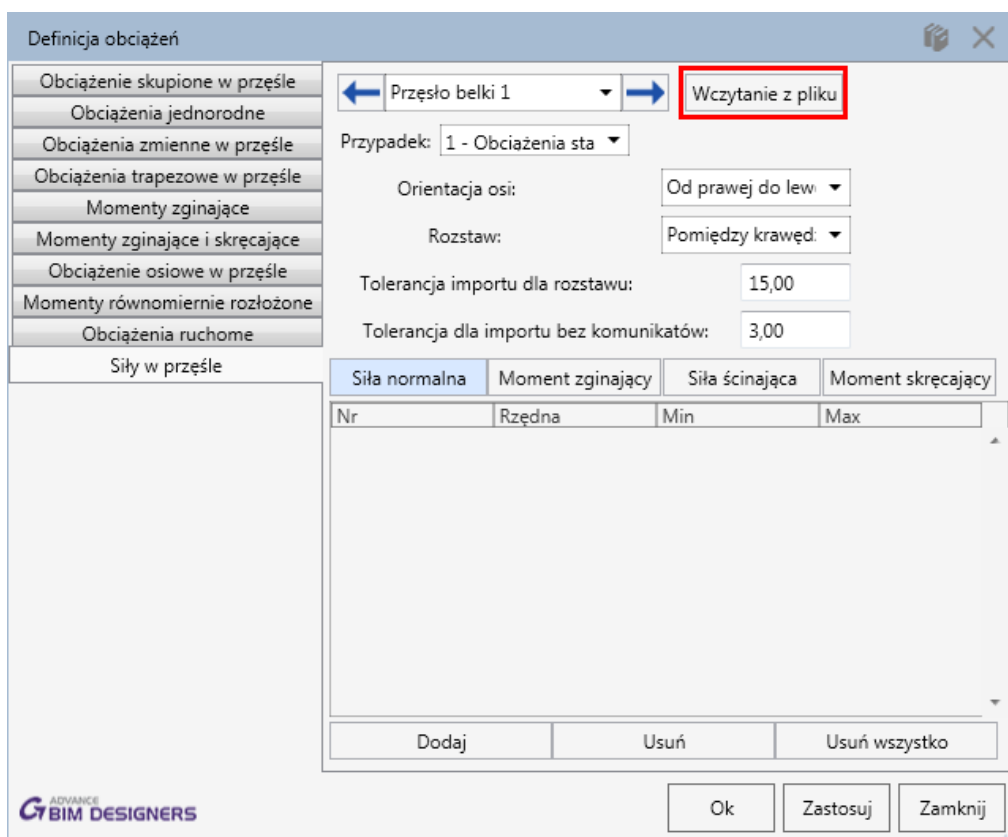 Definicja obciążeń
Obciążenie skupione w przęśle
Obciążenia jednorodne
Obciążenia zmienne w przęśle
Obciążenia trapezowe w przęśle
Momenty zginające
Momenty zginające i skręcające
Obciążenie osiowe w przęśle
Momenty równomiernie rozłożone
Obciążenia ruchome
Siły w przęśle
Przęsło belki 1
Wczytanie z pliku
Przypadek: 1 - Obciażenia sta
Orientacja osi: Od prawej do lew
Rozstaw: Pomiędzy krawęd
Tolerancja importu dla rozstawu: 15,00
Tolerancja dla importu bez komunikatów: 3,00
Siła normalna Moment zginający Siła ścinająca Moment skręcający
Nr Rzędna Min Max
Dodaj Usuń Usuń wszystko
ADVANCE
BIM DESIGNERS
Ok Zastosuj Zamknij